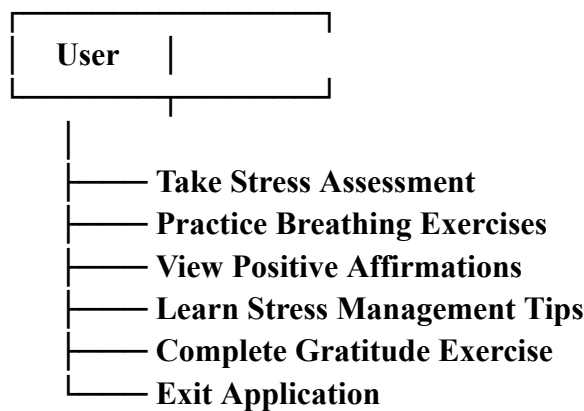 User
Take Stress Assessment
Practice Breathing Exercises
View Positive Affirmations
Learn Stress Management Tips
Complete Gratitude Exercise
Exit Application